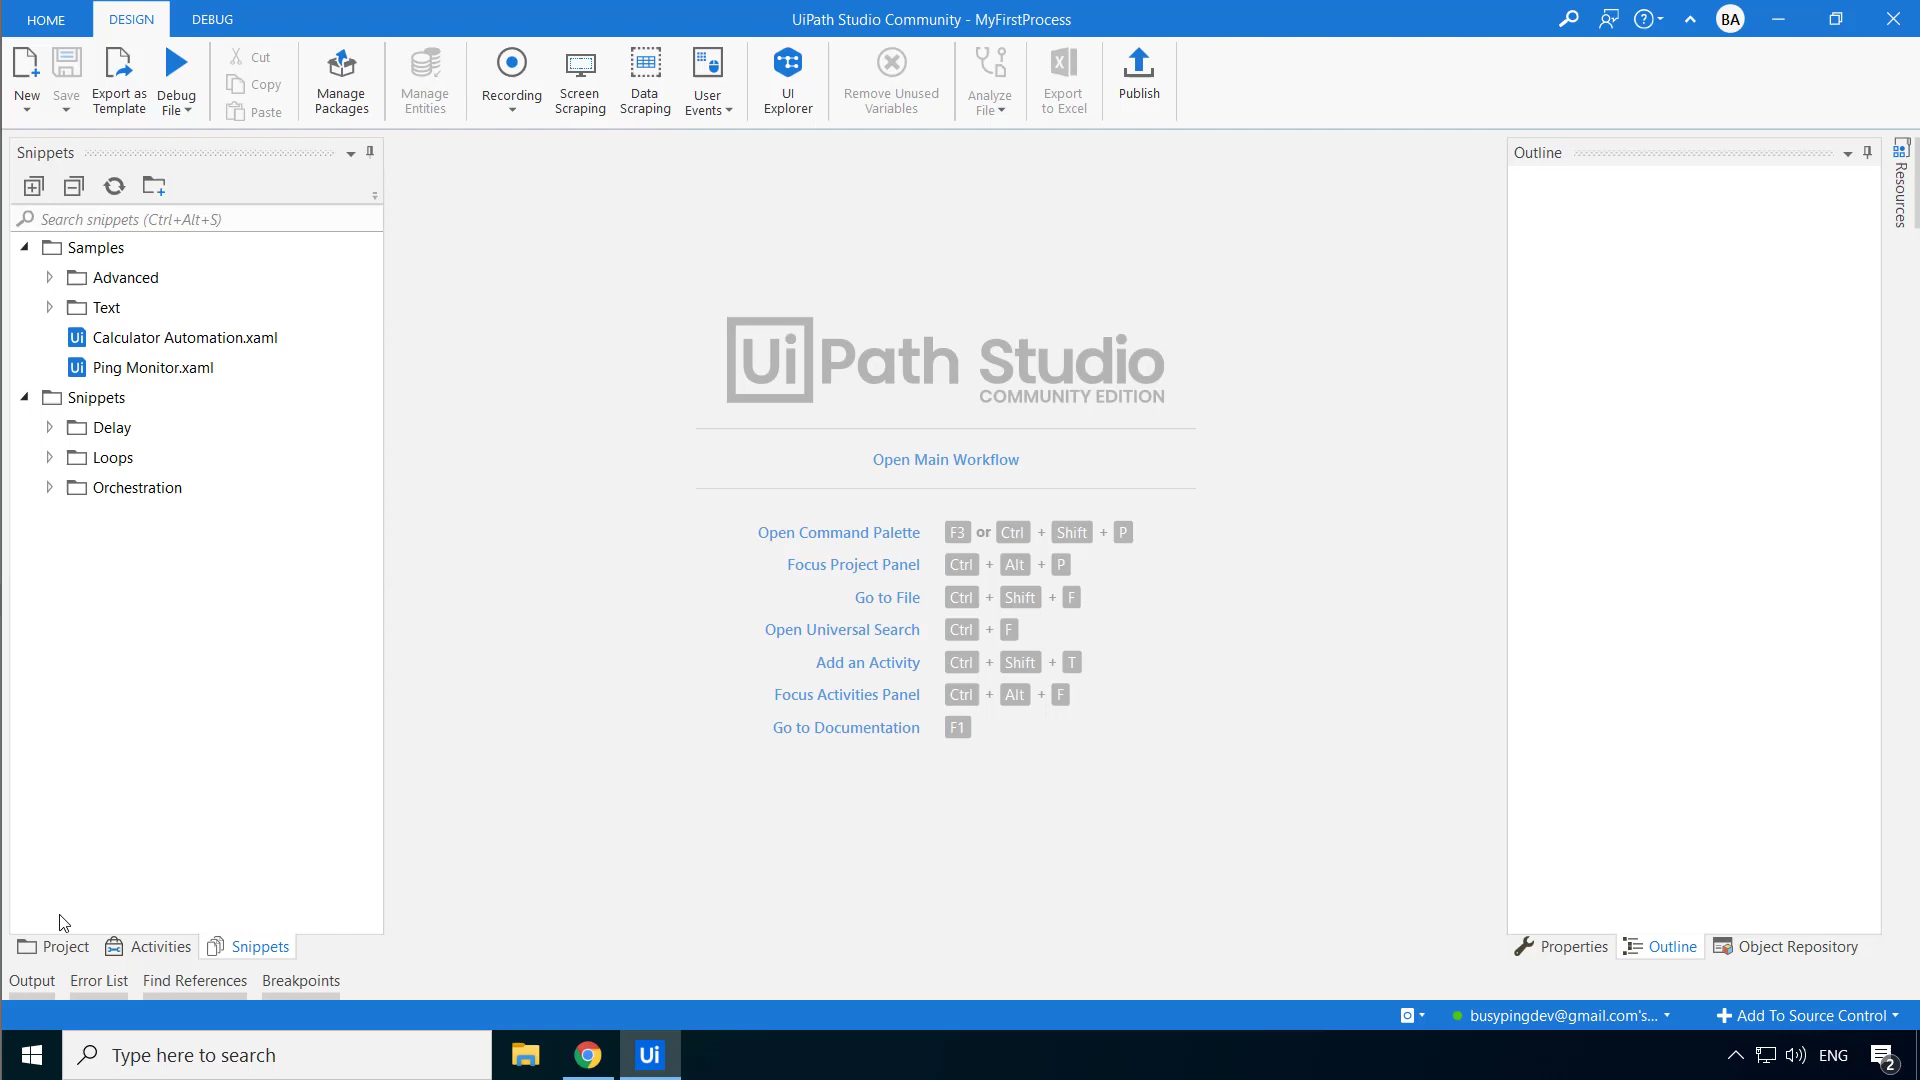 HOME DESIGN DEBUG UiPath Studio Community - MyFirstProcess BA
New Save Export as Template Debug File Cut Copy Paste Manage Packages Manage Entities Recording Screen Scraping Data Scraping User Events UI Explorer Remove Unused Variables Analyze File Export to Excel Publish
Snippets
Search snippets (Ctrl+Alt+S)
Samples
Advanced
Text
Ui Calculator Automation.xaml
Ui Ping Monitor.xaml
Snippets
Delay
Loops
Orchestration
Ui Path Studio
COMMUNITY EDITION
Open Main Workflow
Open Command Palette F3 or Ctrl + Shift + P
Focus Project Panel Ctrl + Alt + P
Go to File Ctrl + Shift + F
Open Universal Search Ctrl + F
Add an Activity Ctrl + Shift + T
Focus Activities Panel Ctrl + Alt + F
Go to Documentation F1
Outline
Resources
Project Activities Snippets
Properties Outline Object Repository
Output Error List Find References Breakpoints
busypingdev@gmail.com's... Add To Source Control
Type here to search Ui ENG 2